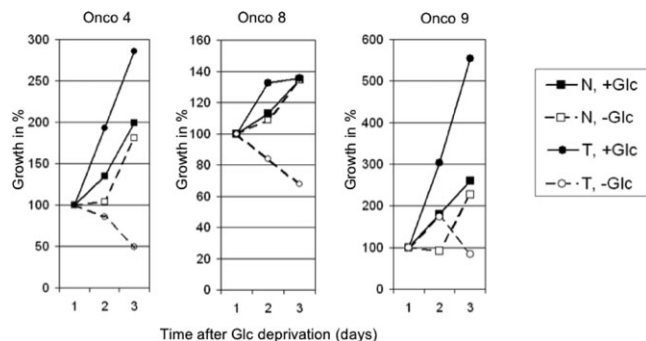 Onco 4
Onco 8
Onco 9
Growth in %
300
250
200
150
100
50
0
1 2 3
Growth in %
160
140
120
100
80
60
40
20
0
1 2 3
Growth in %
600
500
400
300
200
100
0
1 2 3
N, +Glc
N, -Glc
T, +Glc
T, -Glc
Time after Glc deprivation (days)